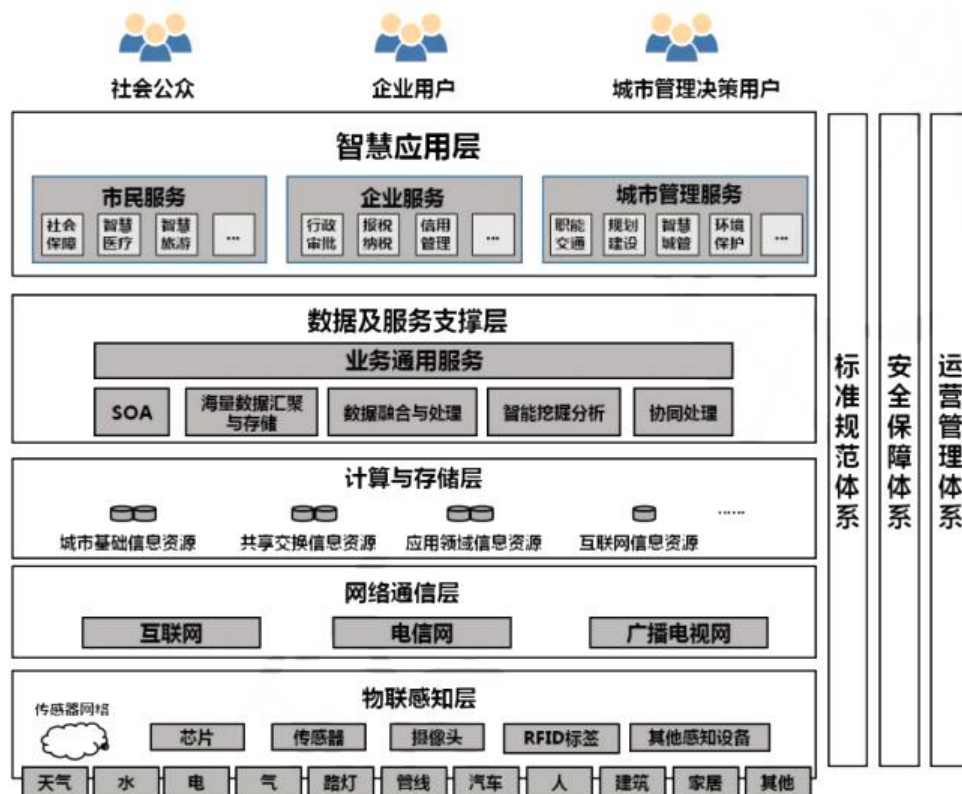 社会公众
企业用户
城市管理决策用户
智慧应用层
市民服务
社会
保障
智慧
医疗
智慧
旅游
...
企业服务
行政
审批
报税
纳税
信用
管理
...
城市管理服务
职能
交通
规划
建设
智慧
城管
环境
保护
...
数据及服务支撑层
业务通用服务
SOA
海量数据汇聚
与存储
数据融合与处理
智能挖掘分析
协同处理
计算与存储层
城市基础信息资源
共享交换信息资源
应用领域信息资源
互联网信息资源
......
网络通信层
互联网
电信网
广播电视网
物联感知层
传感器网络
芯片
传感器
摄像头
RFID标签
其他感知设备
天气
水
电
气
路灯
管线
汽车
人
建筑
家居
其他
标准规范体系
安全保障体系
运营管理体系